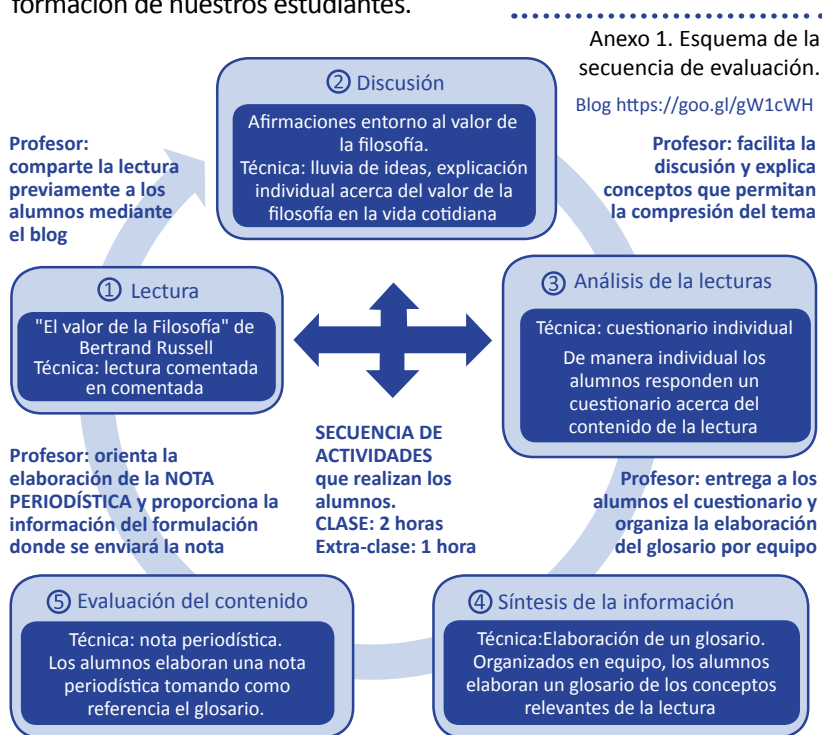 formación de nuestros estudiantes.
Anexo 1. Esquema de la
secuencia de evaluación.
Blog https://goo.gl/gW1cWH
② Discusión
Afirmaciones entorno al valor de
la filosofía.
Técnica: lluvia de ideas, explicación
individual acerca del valor de la
filosofía en la vida cotidiana
Profesor:
comparte la lectura
previamente a los
alumnos mediante
el blog
Profesor: facilita la
discusión y explica
conceptos que permitan
la compresión del tema
① Lectura
"El valor de la Filosofía" de
Bertrand Russell
Técnica: lectura comentada
en comentada
③ Análisis de la lecturas
Técnica: cuestionario individual
De manera individual los
alumnos responden un
cuestionario acerca del
contenido de la lectura
SECUENCIA DE
ACTIVIDADES
que realizan los
alumnos.
CLASE: 2 horas
Extra-clase: 1 hora
Profesor: orienta la
elaboración de la NOTA
PERIODÍSTICA y proporciona la
información del formulación
donde se enviará la nota
Profesor: entrega a los
alumnos el cuestionario y
organiza la elaboración
del glosario por equipo
⑤ Evaluación del contenido
Técnica: nota periodística.
Los alumnos elaboran una nota
periodística tomando como
referencia el glosario.
④ Síntesis de la información
Técnica:Elaboración de un glosario.
Organizados en equipo, los alumnos
elaboran un glosario de los conceptos
relevantes de la lectura